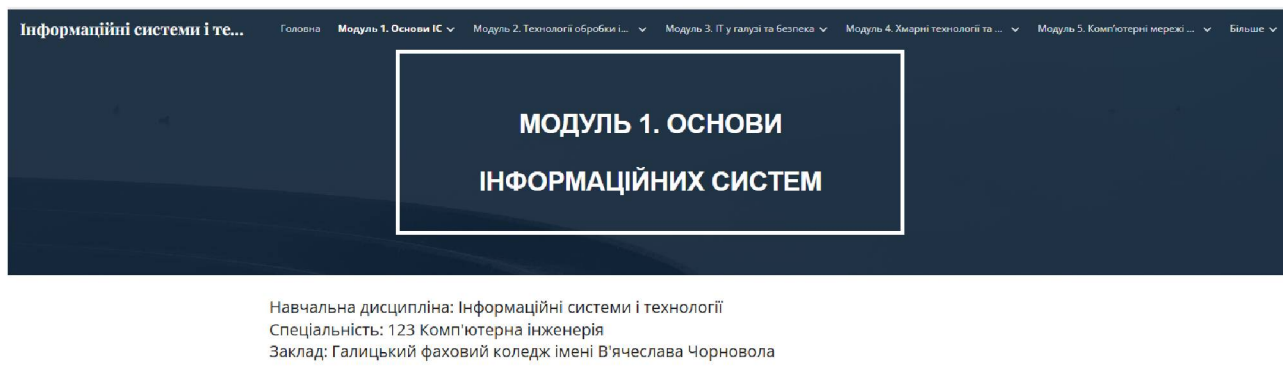 Інформаційні системи і те...
Головна Модуль 1. Основи ІС Модуль 2. Технології обробки і... Модуль 3. ІТ у галузі та безпека Модуль 4. Хмарні технології та ... Модуль 5. Комп'ютерні мережі ... Більше
МОДУЛЬ 1. ОСНОВИ
ІНФОРМАЦІЙНИХ СИСТЕМ
Навчальна дисципліна: Інформаційні системи і технології
Спеціальність: 123 Комп'ютерна інженерія
Заклад: Галицький фаховий коледж імені В'ячеслава Чорновола